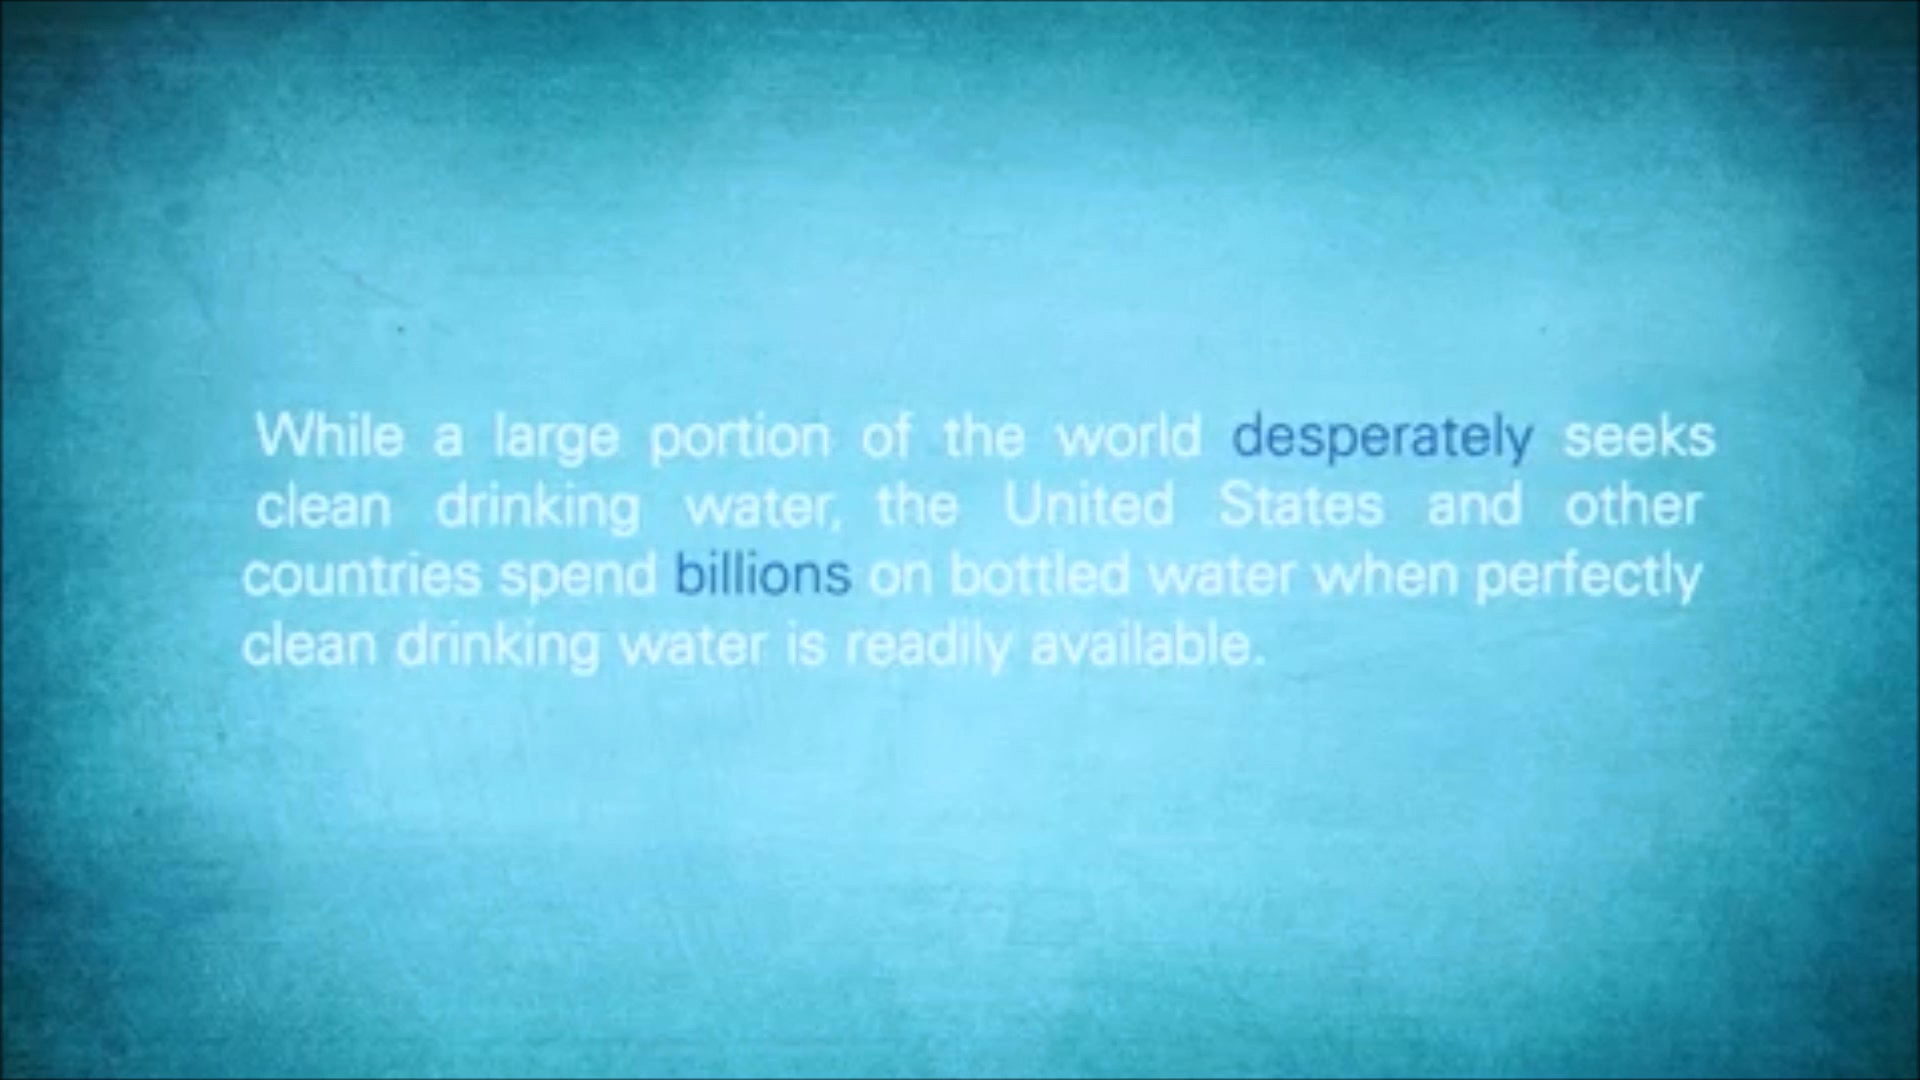 While a large portion of the world desperately seeks
clean drinking water, the United States and other
countries spend billions on bottled water when perfectly
clean drinking water is readily available.